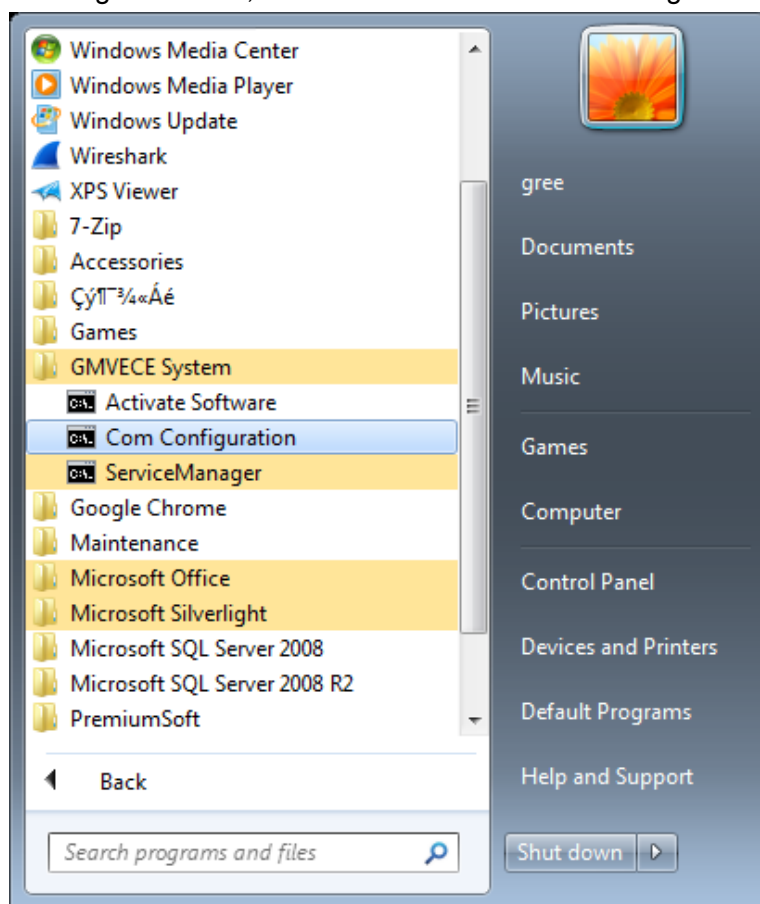 Windows Media Center
Windows Media Player
Windows Update
Wireshark
XPS Viewer
7-Zip
Accessories
Çý¶¯¾«Áé
Games
GMVECE System
Activate Software
Com Configuration
ServiceManager
Google Chrome
Maintenance
Microsoft Office
Microsoft Silverlight
Microsoft SQL Server 2008
Microsoft SQL Server 2008 R2
PremiumSoft
Back
Search programs and files
gree
Documents
Pictures
Music
Games
Computer
Control Panel
Devices and Printers
Default Programs
Help and Support
Shut down